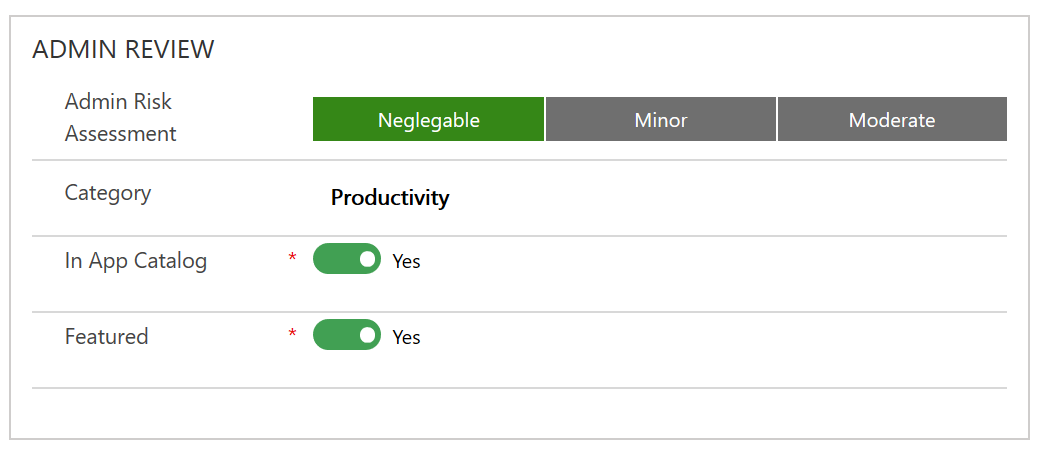 ADMIN REVIEW
Admin Risk
Assessment
Neglegable
Minor
Moderate
Category
Productivity
In App Catalog
*
Yes
Featured
*
Yes